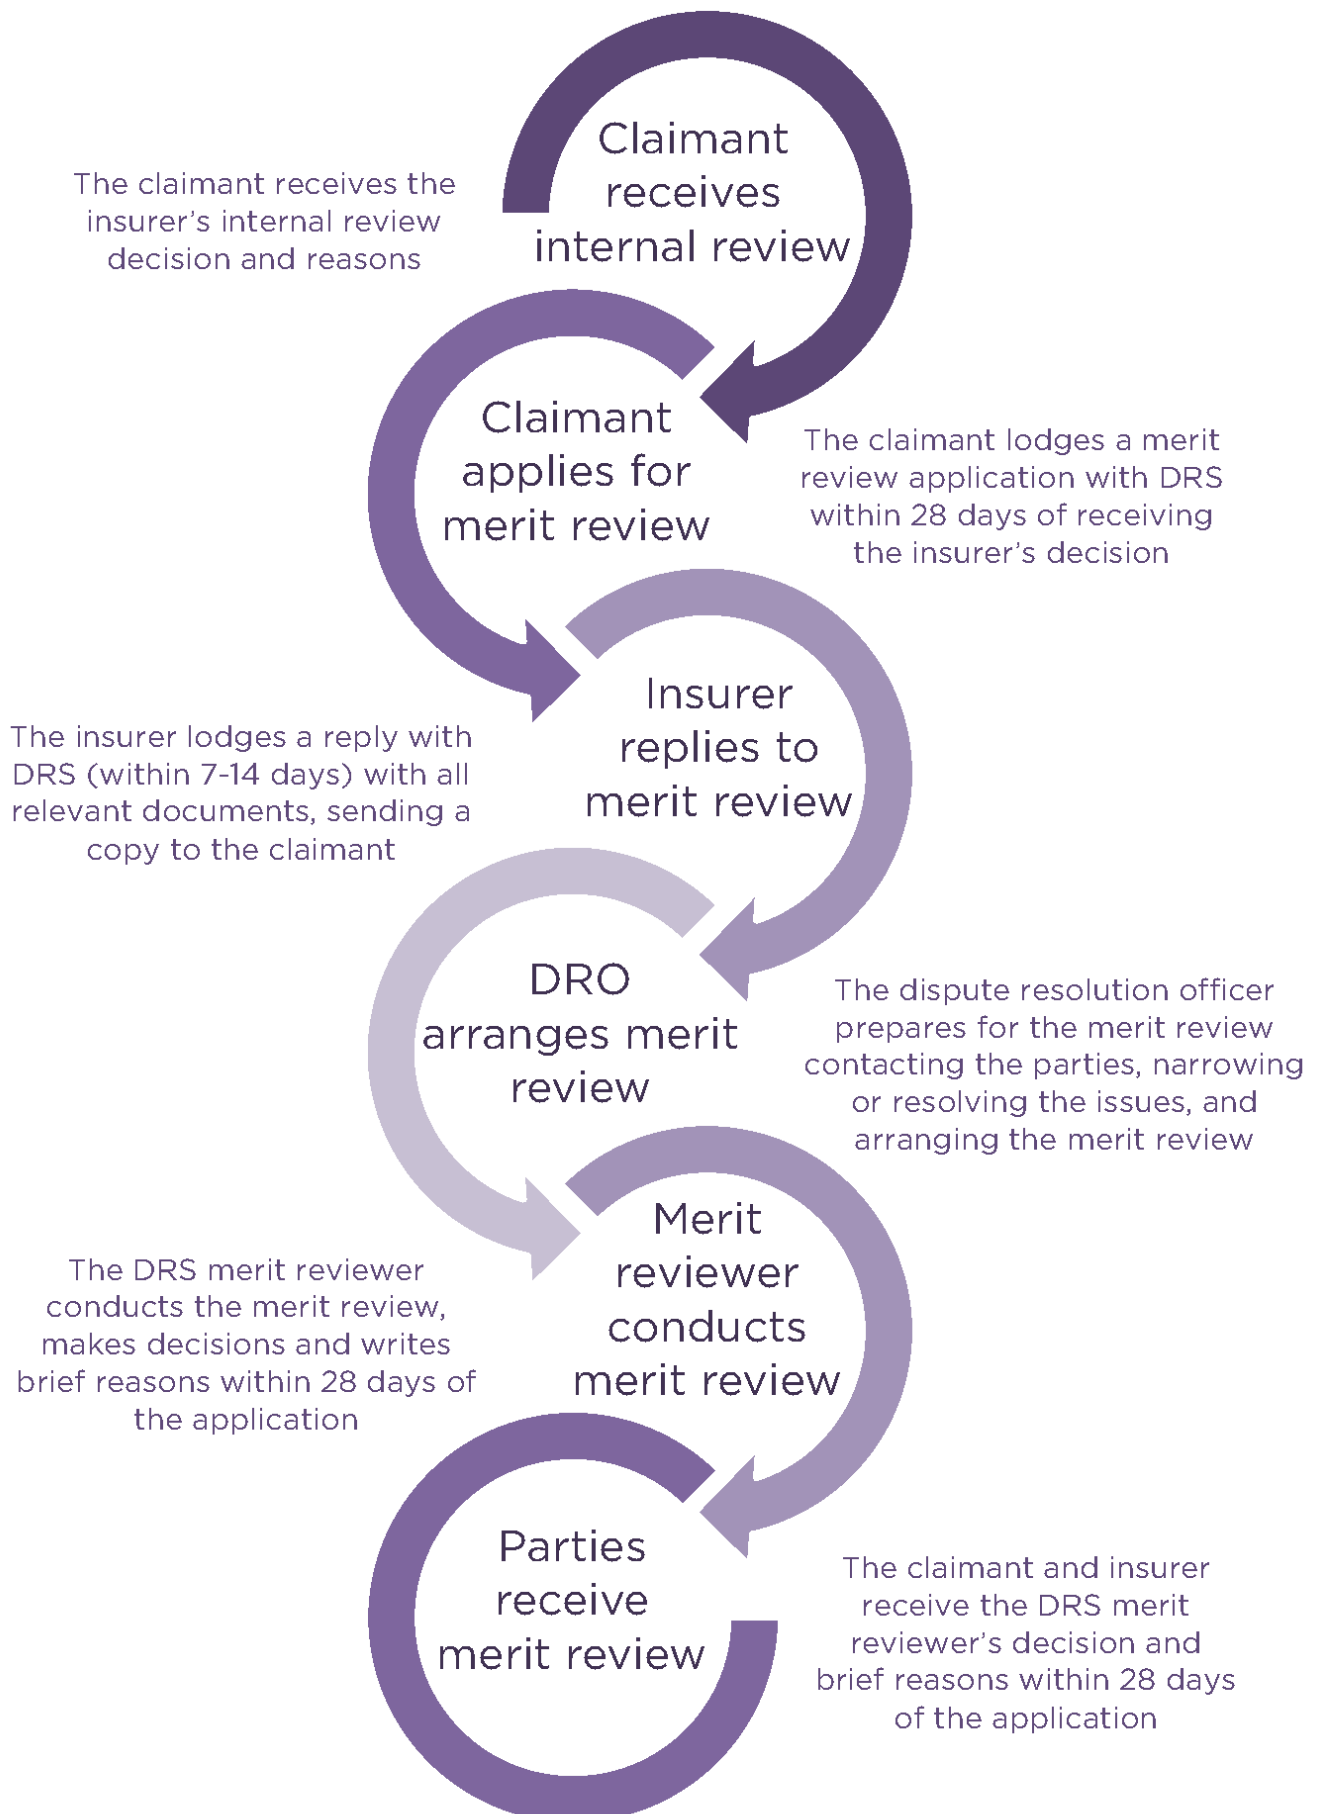 Claimant
receives
internal review
The claimant receives the
insurer's internal review
decision and reasons
Claimant
applies for
merit review
The claimant lodges a merit
review application with DRS
within 28 days of receiving
the insurer's decision
Insurer
replies to
merit review
The insurer lodges a reply with
DRS (within 7-14 days) with all
relevant documents, sending a
copy to the claimant
DRO
arranges merit
review
The dispute resolution officer
prepares for the merit review
contacting the parties, narrowing
or resolving the issues, and
arranging the merit review
Merit
reviewer
conducts
merit review
The DRS merit reviewer
conducts the merit review,
makes decisions and writes
brief reasons within 28 days of
the application
Parties
receive
merit review
The claimant and insurer
receive the DRS merit
reviewer's decision and
brief reasons within 28 days
of the application